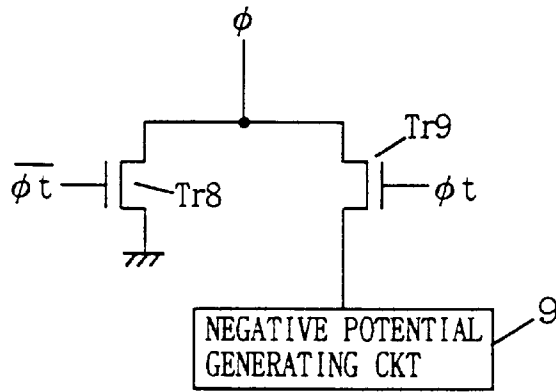 ϕ
Tr9
ϕt
Tr8
ϕt
9
NEGATIVE POTENTIAL
GENERATING CKT